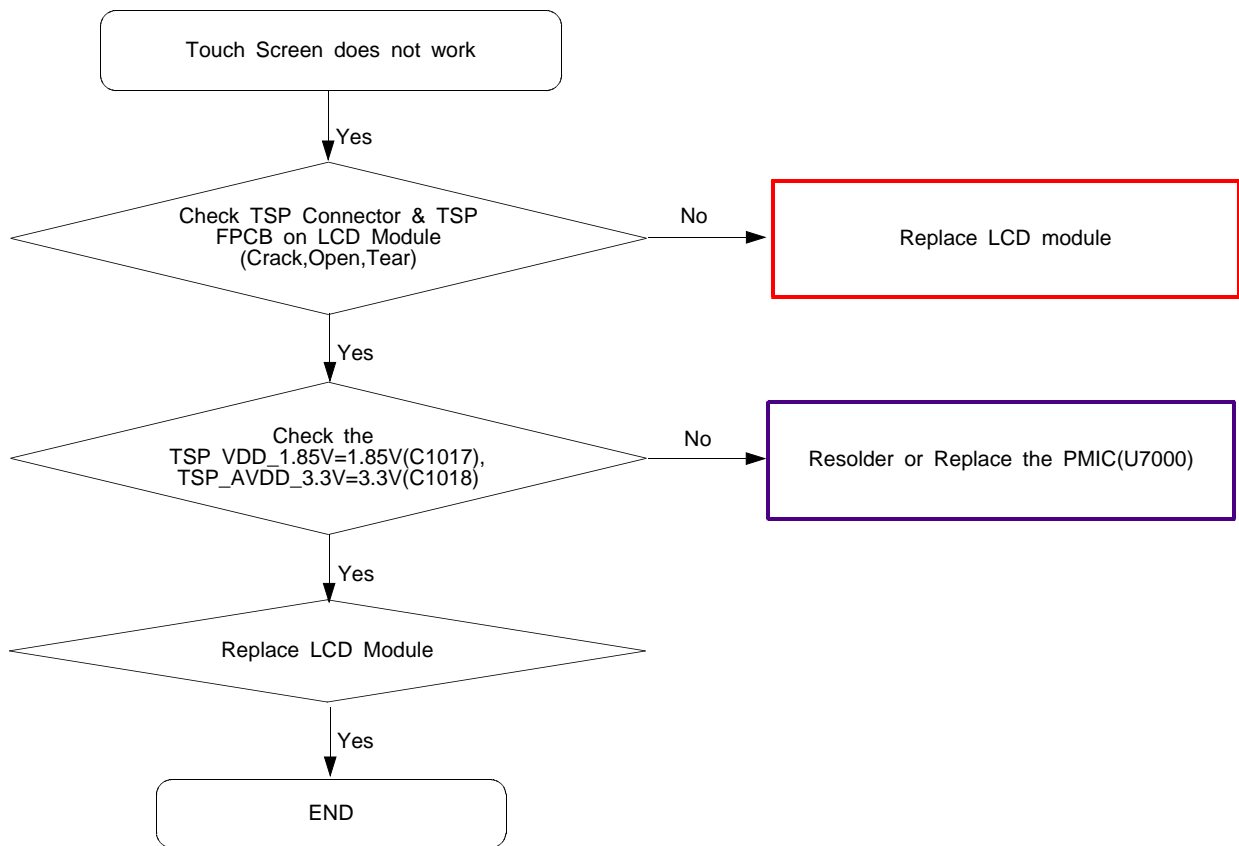 Touch Screen does not work
Yes
Check TSP Connector & TSP
FPCB on LCD Module
(Crack,Open,Tear)
No
Replace LCD module
Yes
Check the
TSP VDD_1.85V=1.85V(C1017),
TSP_AVDD_3.3V=3.3V(C1018)
No
Resolder or Replace the PMIC(U7000)
Yes
Replace LCD Module
Yes
END